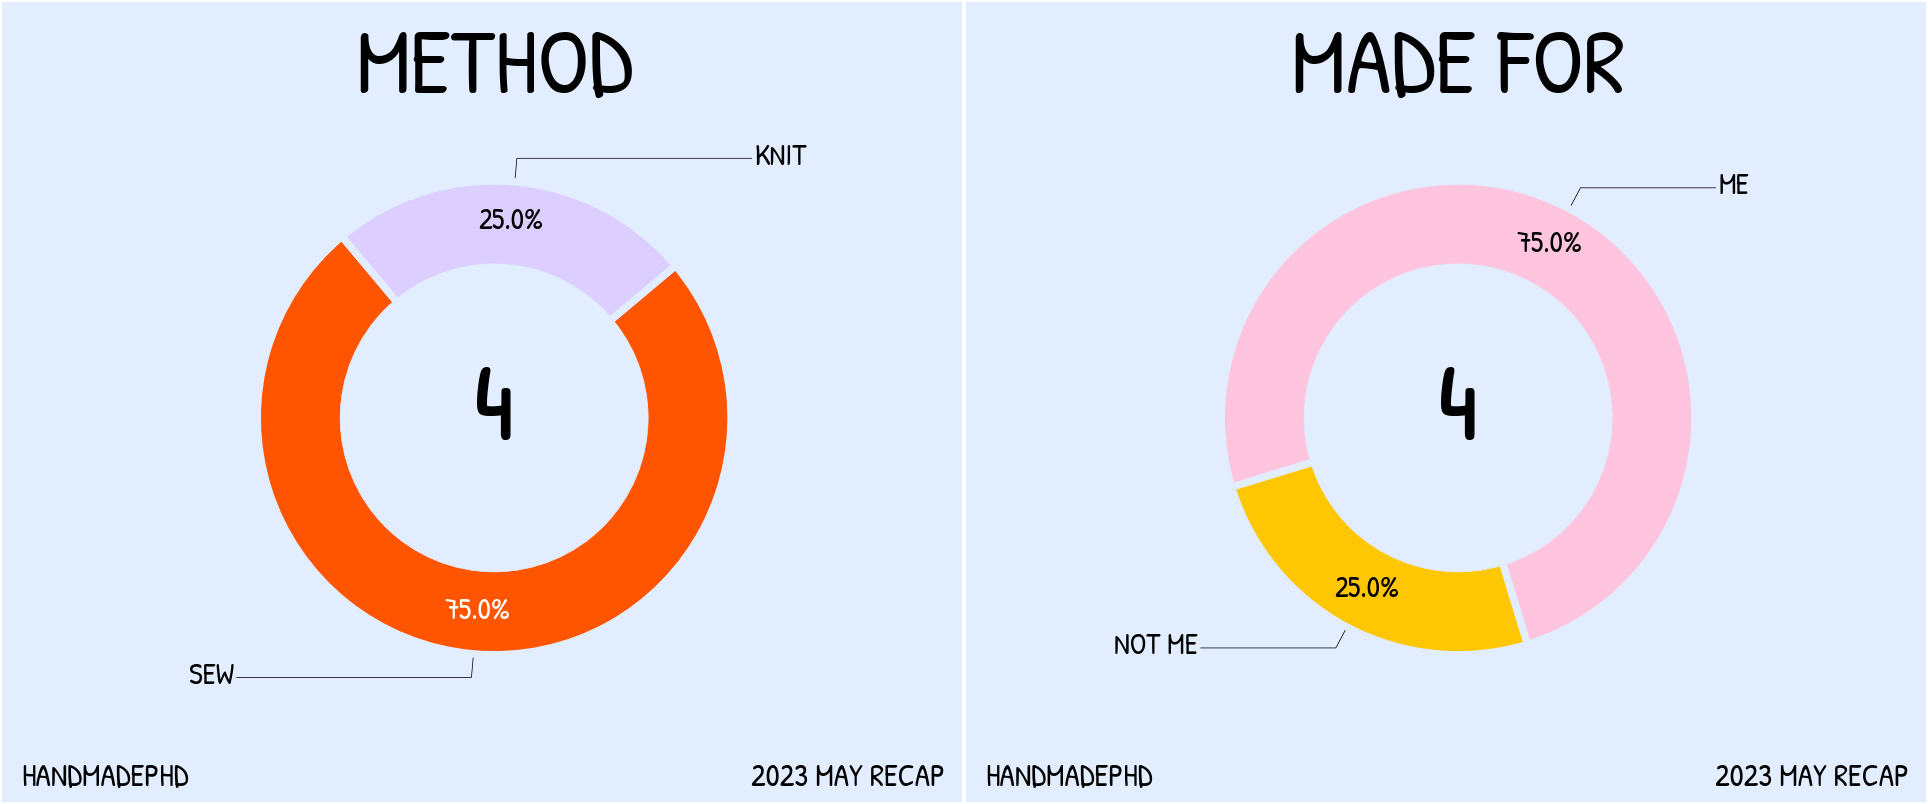 METHOD
KNIT
25.0%
4
75.0%
SEW
HANDMADEPHD
2023 MAY RECAP
MADE FOR
ME
75.0%
4
25.0%
NOT ME
HANDMADEPHD
2023 MAY RECAP